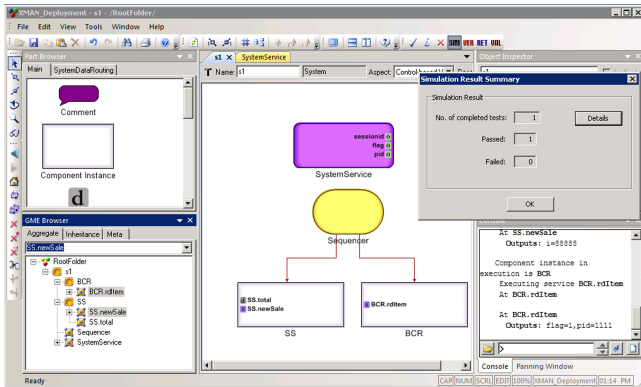 XMAN_Deployment - s1 - /RootFolder/
File Edit View Tools Window Help
SIM VER RET VAL
Part Browser
Main SystemDataRouting
Comment
Component Instance
d
GME Browser
Aggregate Inheritance Meta
SS.newSale
RootFolder
s1
BCR
BCR.rdItem
SS
SS.newSale
SS.total
Sequencer
SystemService
s1 SystemService
Name: s1 System Aspect:
sessionid
flag
pid
SystemService
Sequencer
SS.total
SS.newSale
SS
BCR.rdItem
BCR
Object Inspector
Simulation Result Summary
Simulation Result
No. of completed tests: 1 Details
Passed: 1
Failed: 0
OK
At SS.newSale
Outputs: i=88888
Component instance in
execution is BCR
Executing service BCR.rdItem
At BCR.rdItem
At BCR.rdItem
Outputs: flag=1,pid=1111
Console Panning Window
Ready
CAP NUM SCRL EDIT 100% XMAN_Deployment 01:14 PM